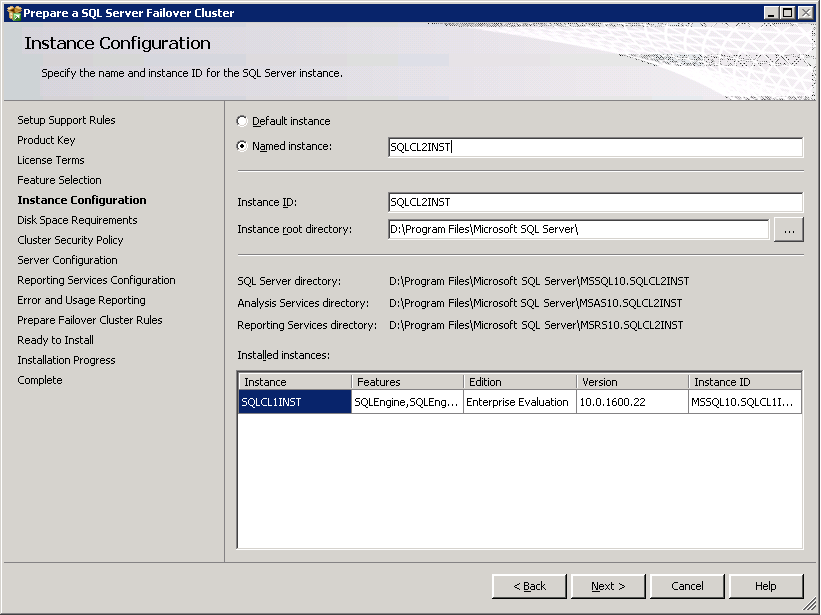 Prepare a SQL Server Failover Cluster
Instance Configuration
Specify the name and instance ID for the SQL Server instance.
Setup Support Rules
Product Key
License Terms
Feature Selection
Instance Configuration
Disk Space Requirements
Cluster Security Policy
Server Configuration
Reporting Services Configuration
Error and Usage Reporting
Prepare Failover Cluster Rules
Ready to Install
Installation Progress
Complete
Default instance
Named instance: SQLCL2INST
Instance ID: SQLCL2INST
Instance root directory: D:\Program Files\Microsoft SQL Server\ ...
SQL Server directory: D:\Program Files\Microsoft SQL Server\MSSQL10.SQLCL2INST
Analysis Services directory: D:\Program Files\Microsoft SQL Server\MSAS10.SQLCL2INST
Reporting Services directory: D:\Program Files\Microsoft SQL Server\MSRS10.SQLCL2INST
Installed instances:
Instance Features Edition Version Instance ID
SQLCL1INST SQLEngine,SQLEng... Enterprise Evaluation 10.0.1600.22 MSSQL10.SQLCL1I...
< Back Next > Cancel Help